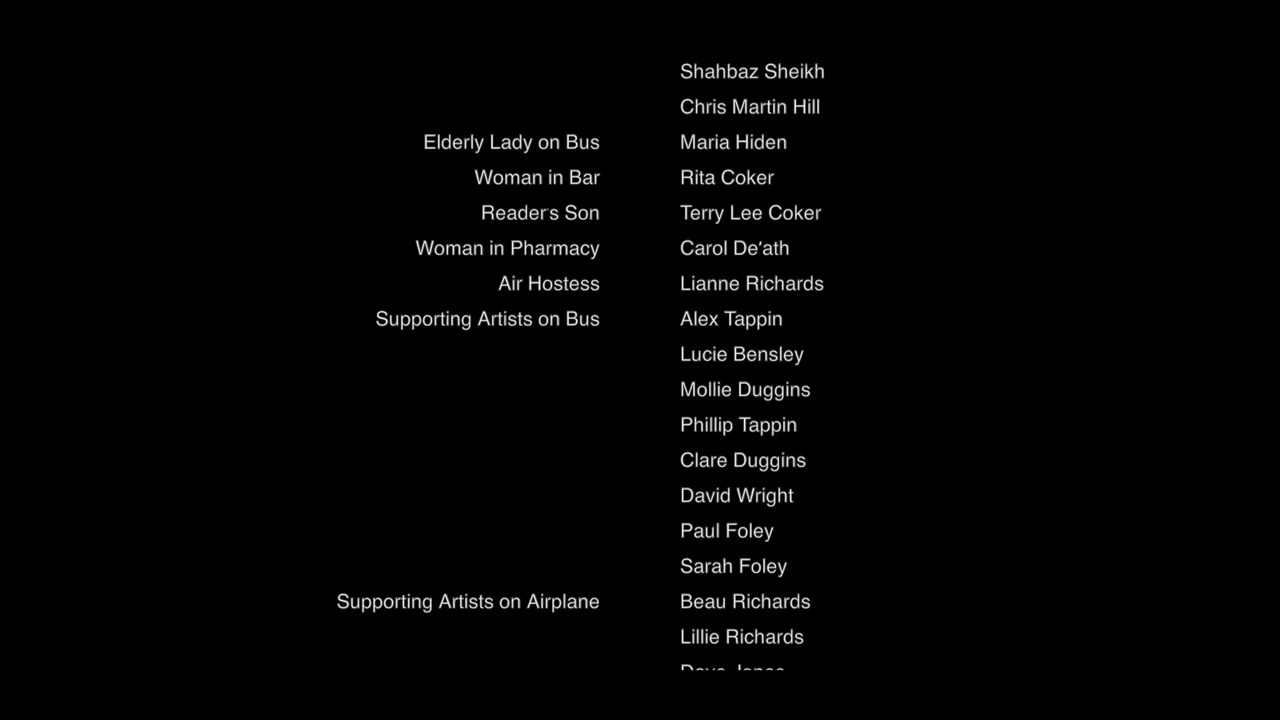 Shahbaz Sheikh
Chris Martin Hill
Elderly Lady on Bus Maria Hiden
Woman in Bar Rita Coker
Reader's Son Terry Lee Coker
Woman in Pharmacy Carol De'ath
Air Hostess Lianne Richards
Supporting Artists on Bus Alex Tappin
Lucie Bensley
Mollie Duggins
Phillip Tappin
Clare Duggins
David Wright
Paul Foley
Sarah Foley
Supporting Artists on Airplane Beau Richards
Lillie Richards